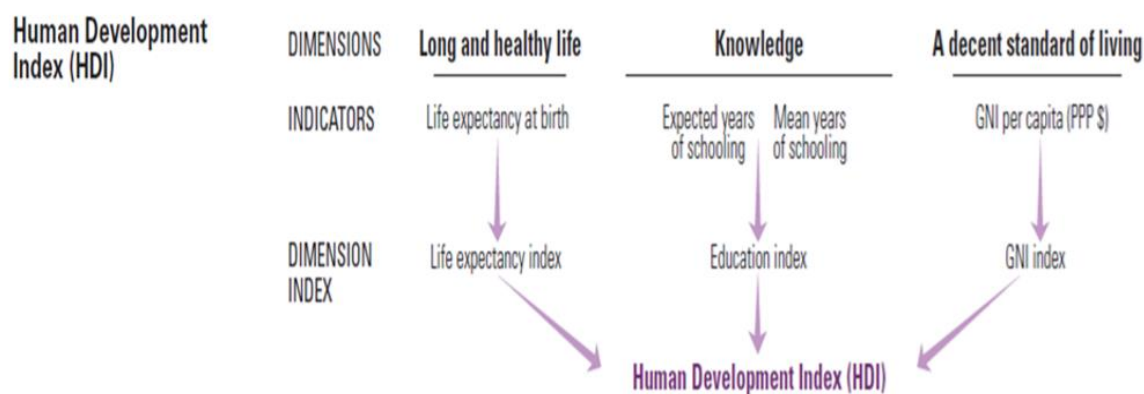 Human Development
Index (HDI)
DIMENSIONS
Long and healthy life
Knowledge
A decent standard of living
INDICATORS
Life expectancy at birth
Expected years
of schooling
Mean years
of schooling
GNI per capita (PPP $)
DIMENSION
INDEX
Life expectancy index
Education index
GNI index
Human Development Index (HDI)